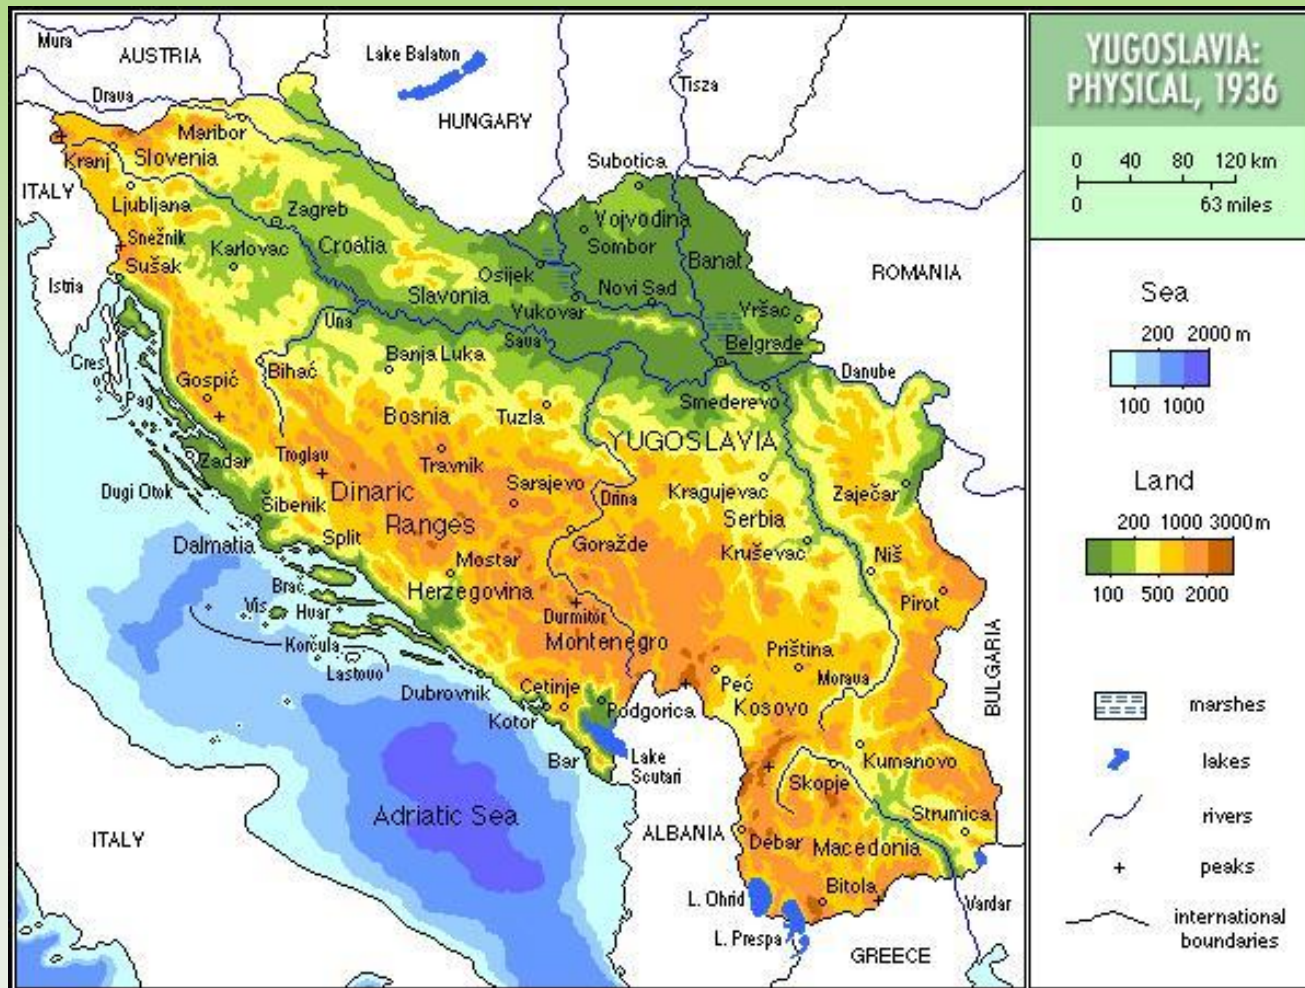 YUGOSLAVIA:
PHYSICAL, 1936
0 40 80 120 km
0 63 miles
Sea
200 2000 m
100 1000
Land
200 1000 3000m
100 500 2000
marshes
lakes
rivers
peaks
international
boundaries
Mura
AUSTRIA
Lake Balaton
Tisza
Drava
HUNGARY
Maribor
Kranj
Slovenia
Subotica
ITALY
Ljubljana
Zagreb
Vojvodina
Snežnik
Croatia
Sombor
Karlovac
Sušak
Banat
ROMANIA
Osijek
Istria
Slavonia
Novi Sad
Yukovar
Vršac
Una
Sava
Belgrade
Cres
Bihać
Banja Luka
Danube
Gospić
Smederevo
Pag
Bosnia
Tuzla
YUGOSLAVIA
Troglav
Zadar
Travnik
Dugi Otok
Dinaric
Ranges
Sarajevo
Drina
Kragujevac
Zaječar
Šibenik
Serbia
Split
Goražde
Kruševac
Dalmatia
Mostar
Niš
Brač
Herzegovina
Vis
Hvar
Durmitor
Pirot
Korčula
Montenegro
Lastovo
Priština
BULGARIA
Dubrovnik
Cetinje
Peć
Morava
Kotor
Podgorica
Kosovo
Bar
Lake
Scutari
Kumanovo
Skopje
Adriatic Sea
Strumica
ITALY
ALBANIA
Debar
Macedonia
L. Ohrid
Bitola
Vardar
L. Prespa
GREECE